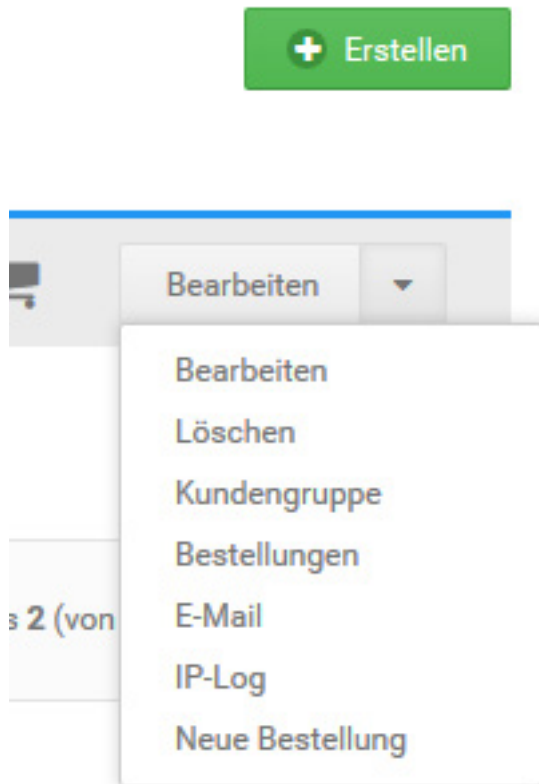 Erstellen
Bearbeiten
Bearbeiten
Löschen
Kundengruppe
Bestellungen
s 2 (von
E-Mail
IP-Log
Neue Bestellung